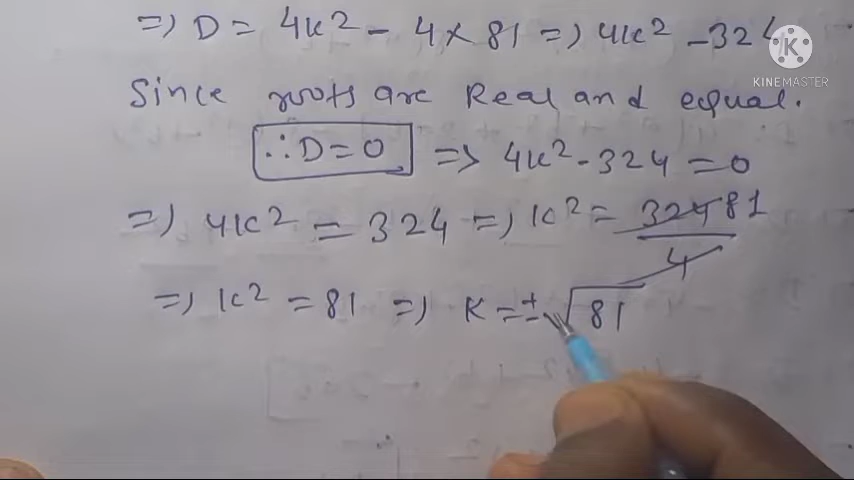 => D = 4k² - 4 × 81 => 4k² - 324
K
KINEMASTER
Since roots are Real and equal.
∴ D = 0 => 4k² - 324 = 0
=> 4k² = 324 => k² = 324/4 81
=> k² = 81 => K = ± √81